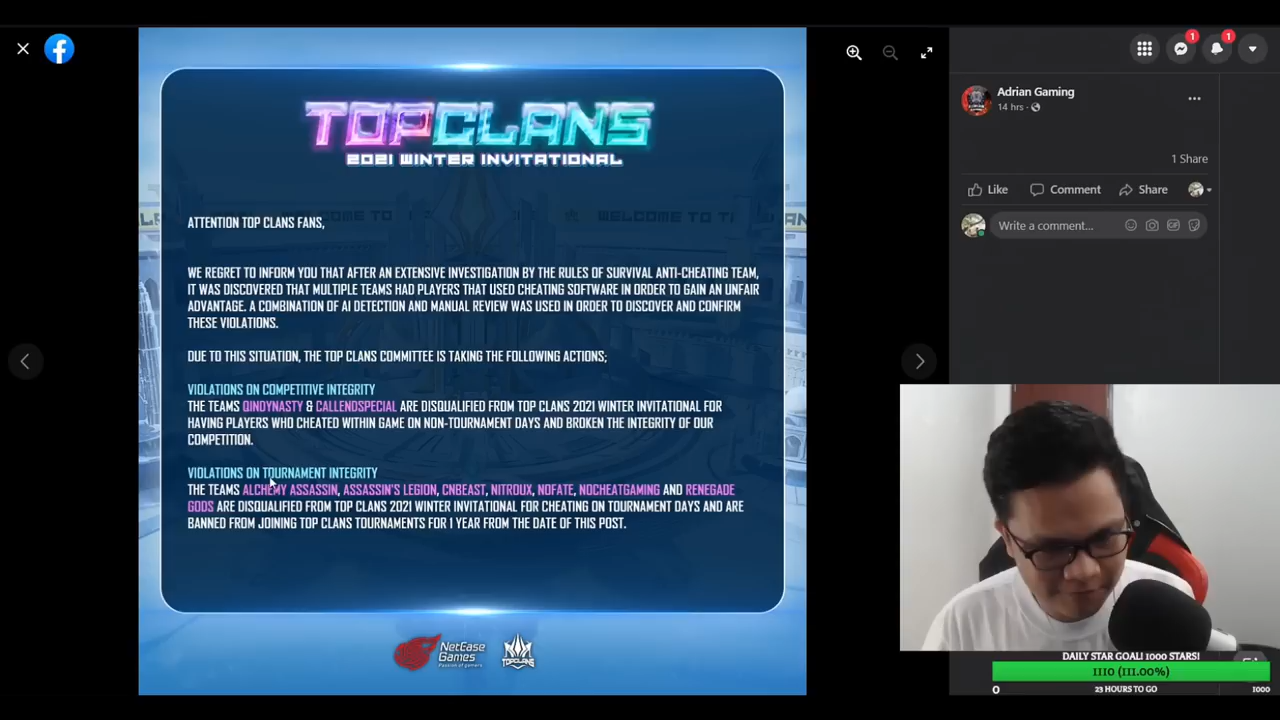 TOPCLANS
2021 WINTER INVITATIONAL
ATTENTION TOP CLANS FANS,
WE REGRET TO INFORM YOU THAT AFTER AN EXTENSIVE INVESTIGATION BY THE RULES OF SURVIVAL ANTI-CHEATING TEAM,
IT WAS DISCOVERED THAT MULTIPLE TEAMS HAD PLAYERS THAT USED CHEATING SOFTWARE IN ORDER TO GAIN AN UNFAIR
ADVANTAGE. A COMBINATION OF AI DETECTION AND MANUAL REVIEW WAS USED IN ORDER TO DISCOVER AND CONFIRM
THESE VIOLATIONS.
DUE TO THIS SITUATION, THE TOP CLANS COMMITTEE IS TAKING THE FOLLOWING ACTIONS;
VIOLATIONS ON COMPETITIVE INTEGRITY
THE TEAMS QINDYNASTY & CALLENDSPECIAL ARE DISQUALIFIED FROM TOP CLANS 2021 WINTER INVITATIONAL FOR
HAVING PLAYERS WHO CHEATED WITHIN GAME ON NON-TOURNAMENT DAYS AND BROKEN THE INTEGRITY OF OUR
COMPETITION.
VIOLATIONS ON TOURNAMENT INTEGRITY
THE TEAMS ALCHEMY ASSASSIN, ASSASSIN'S LEGION, CNBEAST, NITROUX, NOFATE, NOCHEATGAMING AND RENEGADE
GODS ARE DISQUALIFIED FROM TOP CLANS 2021 WINTER INVITATIONAL FOR CHEATING ON TOURNAMENT DAYS AND ARE
BANNED FROM JOINING TOP CLANS TOURNAMENTS FOR 1 YEAR FROM THE DATE OF THIS POST.
NetEase Games
Passion of gamers
TOPCLANS
1
1
Adrian Gaming
14 hrs ·
1 Share
Like Comment Share
Write a comment...
GIF
DAILY STAR GOAL! 1000 STARS!
1110 (111.00%)
0 23 HOURS TO GO 1000